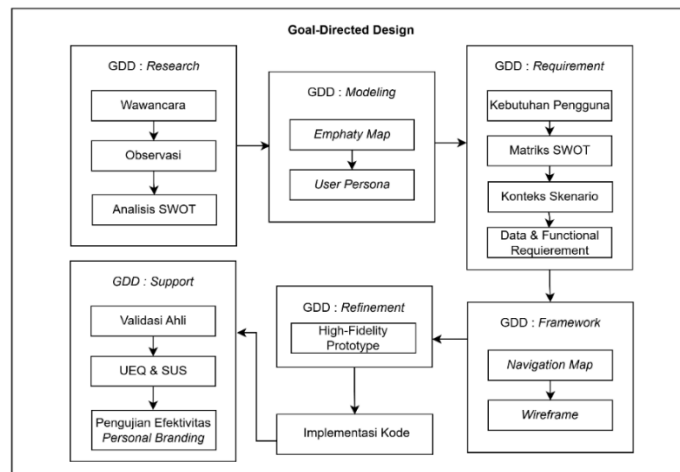 Goal-Directed Design
GDD : Research
Wawancara
Observasi
Analisis SWOT
GDD : Modeling
Emphaty Map
User Persona
GDD : Requirement
Kebutuhan Pengguna
Matriks SWOT
Konteks Skenario
Data & Functional
Requierement
GDD : Framework
Navigation Map
Wireframe
GDD : Refinement
High-Fidelity
Prototype
Implementasi Kode
GDD : Support
Validasi Ahli
UEQ & SUS
Pengujian Efektivitas
Personal Branding